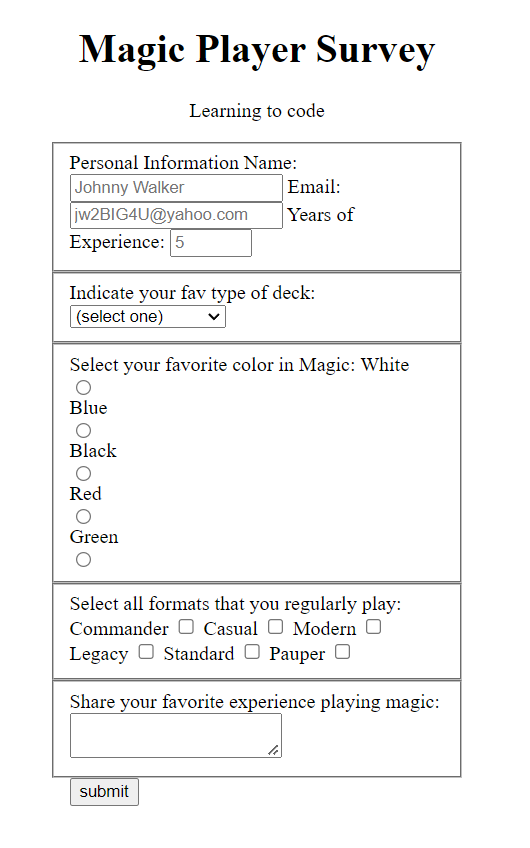 Magic Player Survey
Learning to code
Personal Information Name:
Johnny Walker Email:
jw2BIG4U@yahoo.com Years of
Experience: 5
Indicate your fav type of deck:
(select one)
Select your favorite color in Magic: White
Blue
Black
Red
Green
Select all formats that you regularly play:
Commander Casual Modern
Legacy Standard Pauper
Share your favorite experience playing magic:
submit